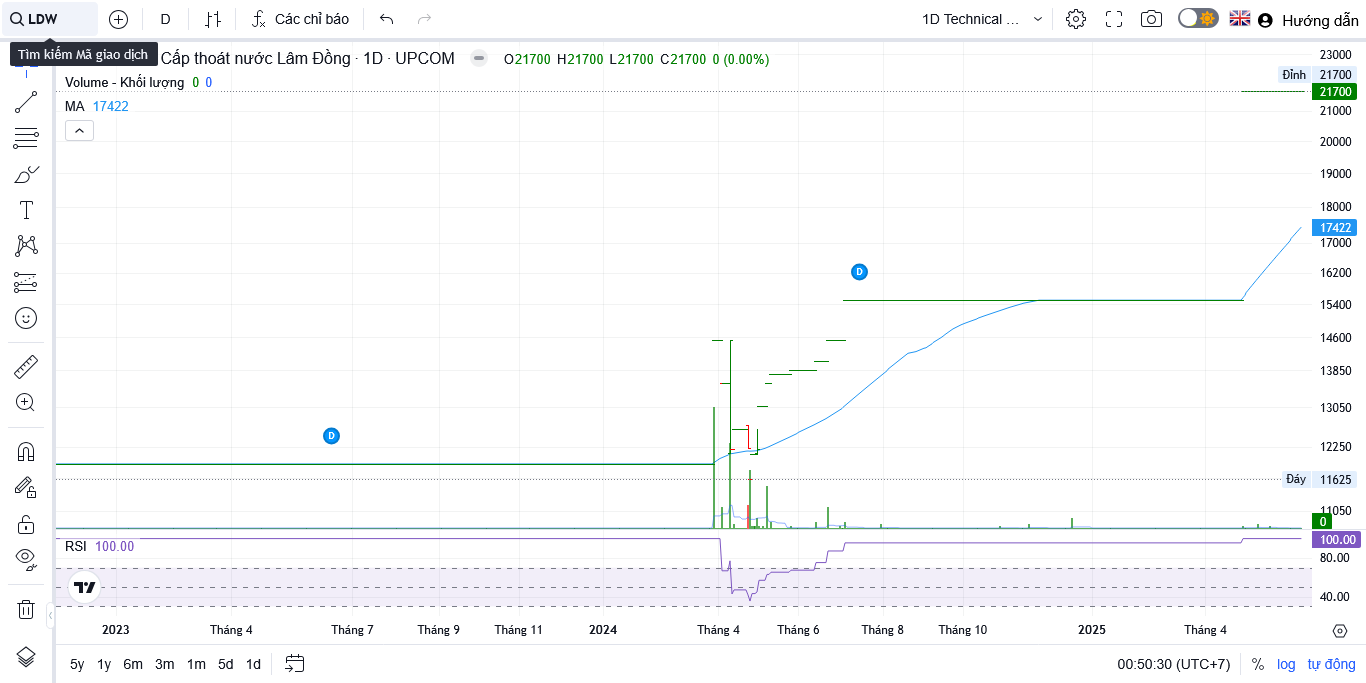 LDW
D
Các chỉ báo
1D Technical ...
Hướng dẫn
Tìm kiếm Mã giao dịch
Cấp thoát nước Lâm Đồng · 1D · UPCOM
O21700 H21700 L21700 C21700 0 (0.00%)
Volume - Khối lượng 0 0
MA 17422
23000
Đỉnh 21700
21700
21000
20000
19000
18000
17422
17000
16200
15400
14600
13850
13050
12250
Đáy 11625
11050
0
D
D
RSI 100.00
100.00
80.00
40.00
2023
Tháng 4
Tháng 7
Tháng 9
Tháng 11
2024
Tháng 4
Tháng 6
Tháng 8
Tháng 10
2025
Tháng 4
5y 1y 6m 3m 1m 5d 1d
00:50:30 (UTC+7)
% log tự động